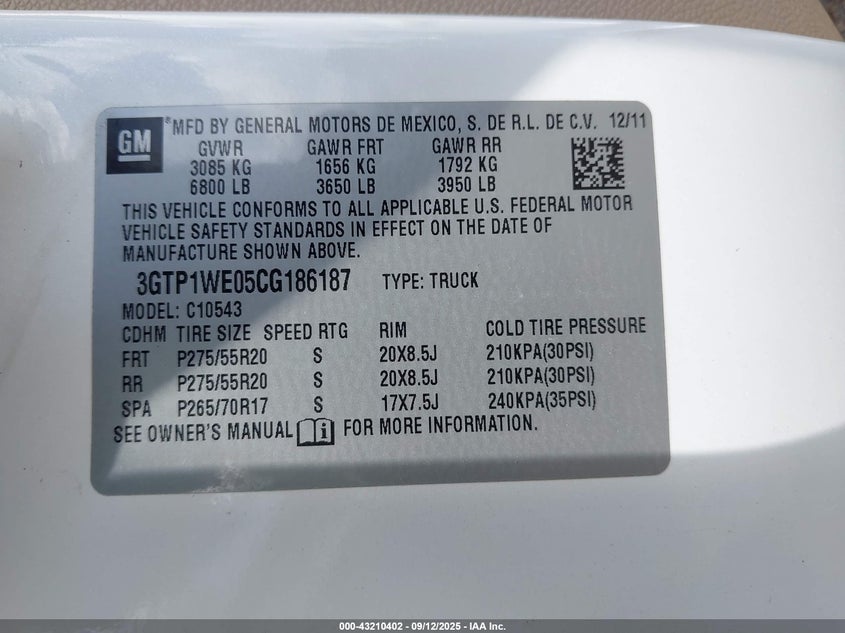 GM
*MFD BY GENERAL MOTORS DE MEXICO, S. DE R.L. DE C.V. 12/11
GVWR GAWR FRT GAWR RR
3085 KG 1656 KG 1792 KG
6800 LB 3650 LB 3950 LB
THIS VEHICLE CONFORMS TO ALL APPLICABLE U.S. FEDERAL MOTOR
VEHICLE SAFETY STANDARDS IN EFFECT ON THE DATE OF
MANUFACTURE SHOWN ABOVE.
3GTP1WE05CG186187 TYPE: TRUCK
MODEL: C10543
CDHM TIRE SIZE SPEED RTG RIM COLD TIRE PRESSURE
FRT P275/55R20 S 20X8.5J 210KPA(30PSI)
RR P275/55R20 S 20X8.5J 210KPA(30PSI)
SPA P265/70R17 S 17X7.5J 240KPA(35PSI)
SEE OWNER'S MANUAL FOR MORE INFORMATION.
000-43210402 - 09/12/2025 - IAA Inc.